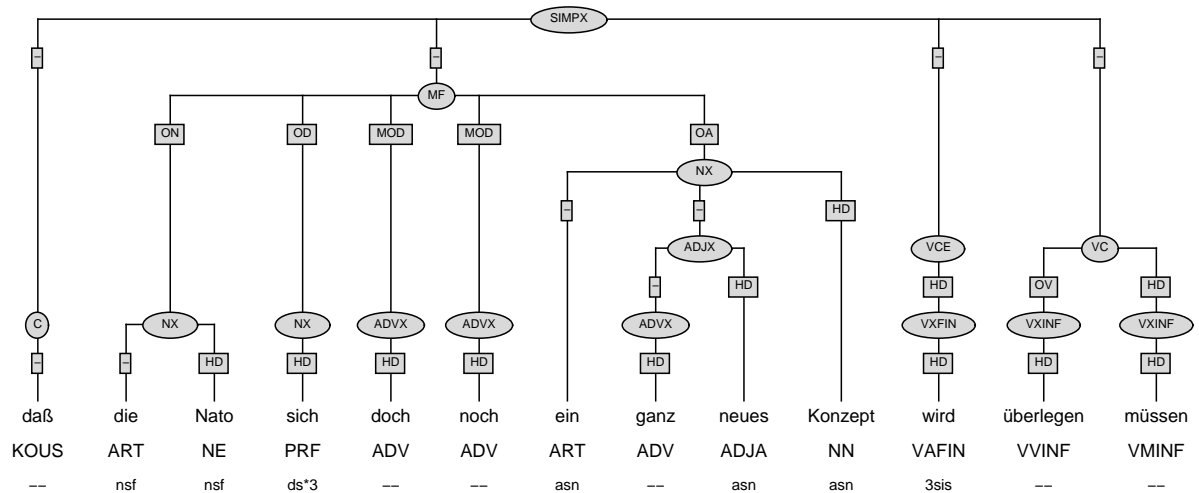 SIMPX
– – – –
MF
ON OD MOD MOD OA
NX
– – HD
ADJX VCE VC
– HD HD OV HD
C NX NX ADVX ADVX ADVX VXFIN VXINF VXINF
– – HD HD HD HD HD HD HD HD
daß die Nato sich doch noch ein ganz neues Konzept wird überlegen müssen
KOUS ART NE PRF ADV ADV ART ADV ADJA NN VAFIN VVINF VMINF
–– nsf nsf ds*3 –– –– asn –– asn asn 3sis –– ––